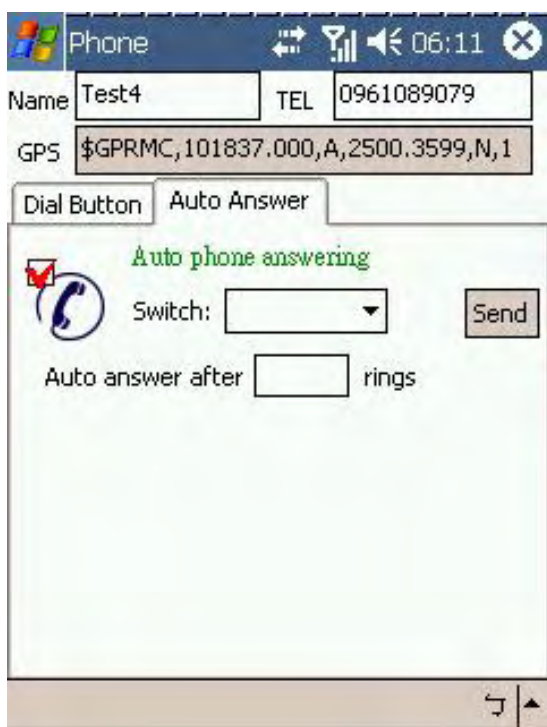 Phone 06:11
Name Test4 TEL 0961089079
GPS $GPRMC,101837.000,A,2500.3599,N,1
Dial Button Auto Answer
Auto phone answering
Switch: Send
Auto answer after rings